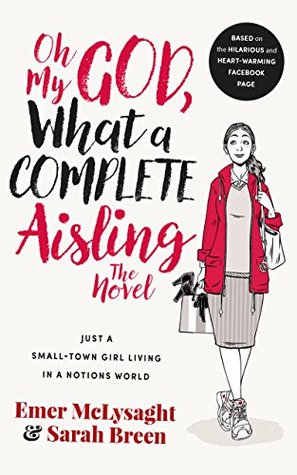 Oh
My GOD,
What a
COMPLETE
Aisling
The
Novel
BASED on
the HILARIOUS and
HEART-WARMING
FACEBOOK
PAGE
JUST A
SMALL-TOWN GIRL LIVING
IN A NOTIONS WORLD
Emer McLysaght
& Sarah Breen